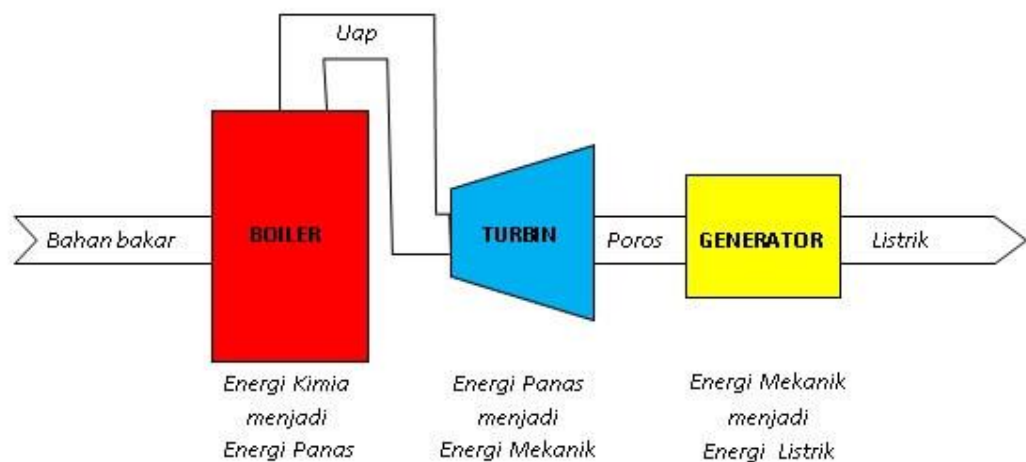 Uap
Bahan bakar
BOILER
TURBIN
Poros
GENERATOR
Listrik
Energi Kimia
menjadi
Energi Panas
Energi Panas
menjadi
Energi Mekanik
Energi Mekanik
menjadi
Energi Listrik